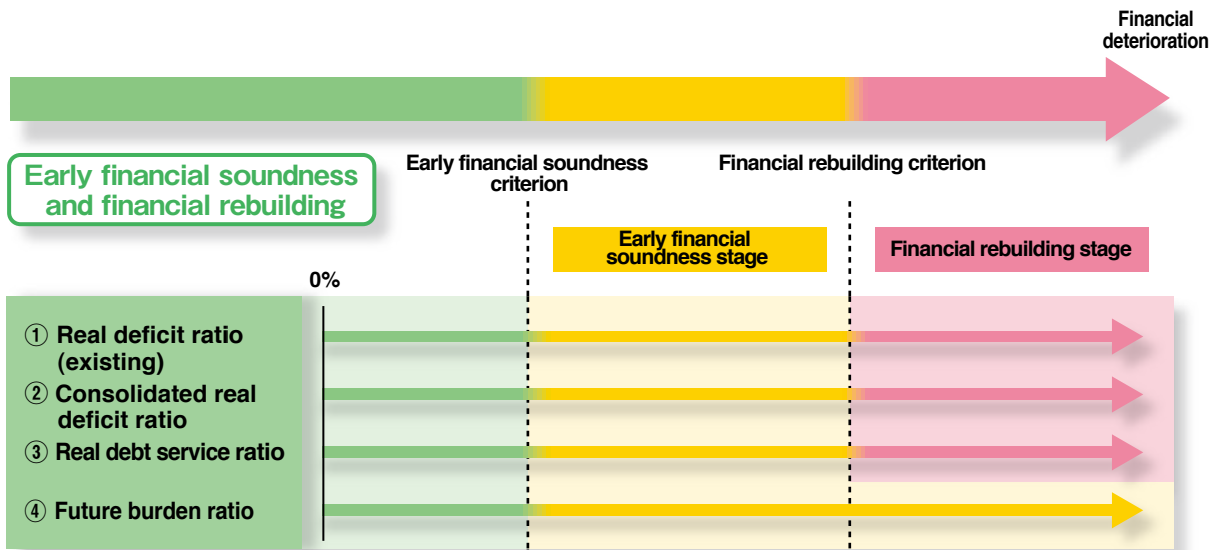 Financial
deterioration
Early financial soundness
and financial rebuilding
Early financial soundness
criterion
Financial rebuilding criterion
Early financial
soundness stage
Financial rebuilding stage
0%
① Real deficit ratio
(existing)
② Consolidated real
deficit ratio
③ Real debt service ratio
④ Future burden ratio